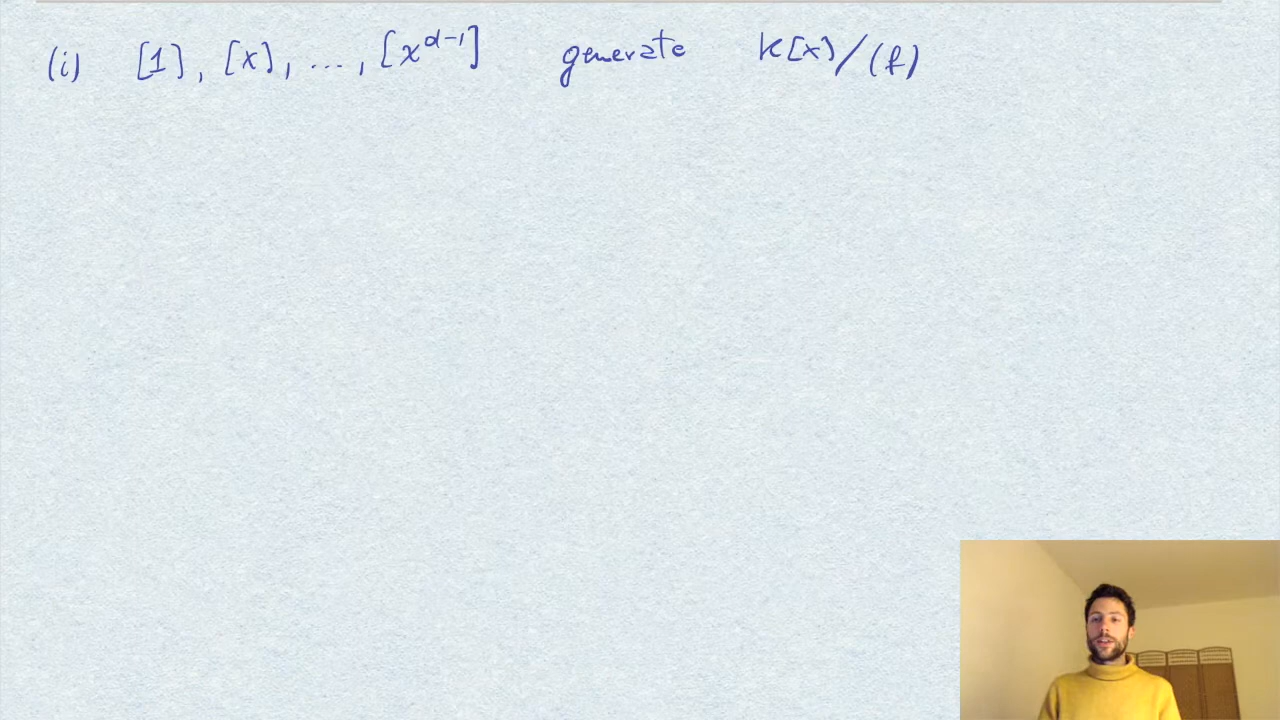 (i) [1], [x], ..., [x^{d-1}] generate K[x]/(f)